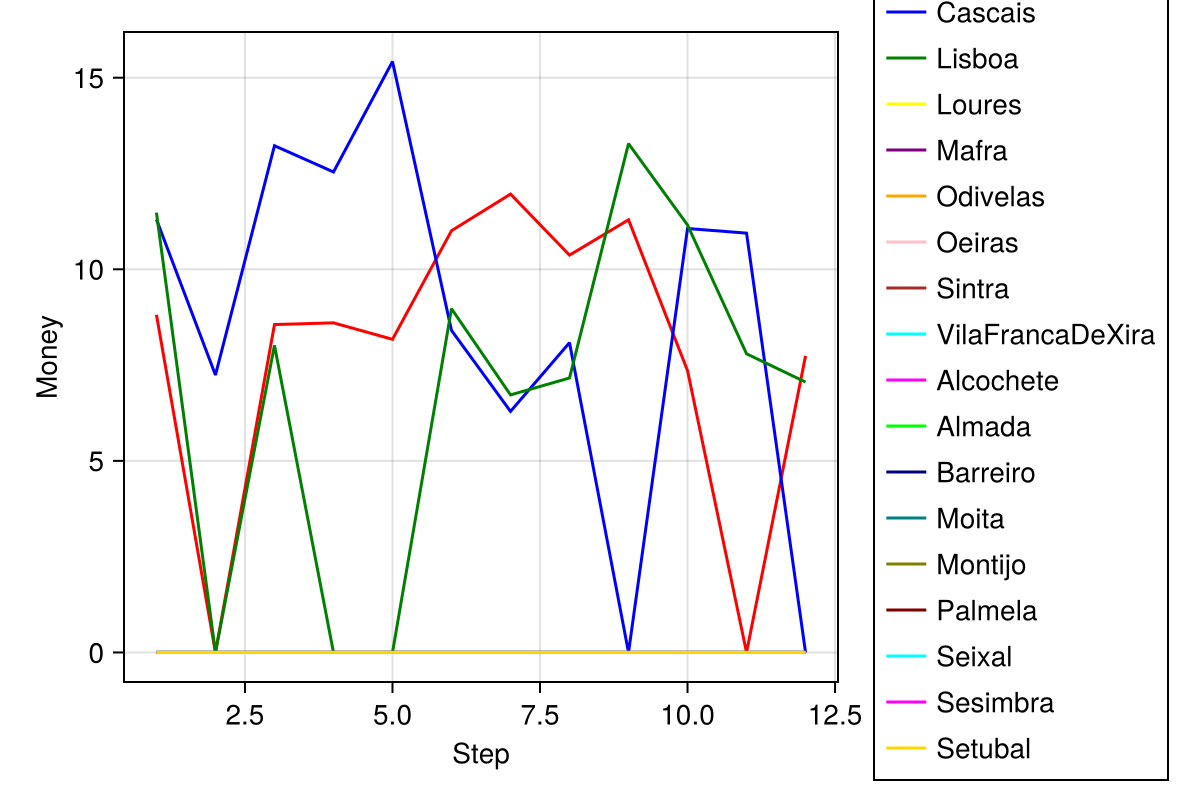 Cascais
Lisboa
Loures
Mafra
Odivelas
Oeiras
Sintra
VilaFrancaDeXira
Alcochete
Almada
Barreiro
Moita
Montijo
Palmela
Seixal
Sesimbra
Setubal
15
10
5
0
Money
2.5 5.0 7.5 10.0 12.5
Step